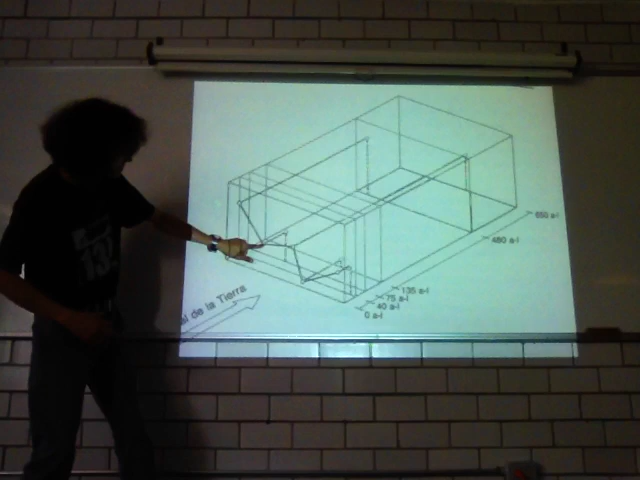 650 a-l
480 a-l
135 a-l
75 a-l
40 a-l
0 a-l
al de la Tierra